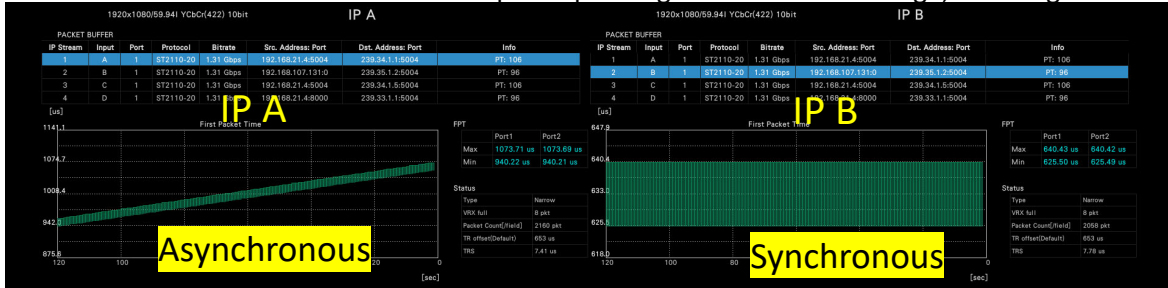 1920x1080/59.94I YCbCr(422) 10bit IP A
PACKET BUFFER
IP Stream Input Port Protocol Bitrate Src. Address: Port Dst. Address: Port Info
1 A 1 ST2110-20 1.31 Gbps 192.168.21.4:5004 239.34.1.1:5004 PT: 106
2 B 1 ST2110-20 1.31 Gbps 192.168.107.131:0 239.35.1.2:5004 PT: 96
3 C 1 ST2110-20 1.31 Gbps 192.168.21.4:5004 239.34.1.5:5004 PT: 106
4 D 1 ST2110-20 1.31 Gbps 192.168.21.4:8000 239.33.1.1:5004 PT: 96
IP A
[us]
First Packet Time
1141.1
1074.7
1008.4
942.0
875.6
120 100 20 0
[sec]
Asynchronous
FPT
Port1 Port2
Max 1073.71 us 1073.69 us
Min 940.22 us 940.21 us
Status
Type Narrow
VRX full 8 pkt
Packet Count[/field] 2160 pkt
TR offset(Default) 653 us
TRS 7.41 us
1920x1080/59.94I YCbCr(422) 10bit IP B
PACKET BUFFER
IP Stream Input Port Protocol Bitrate Src. Address: Port Dst. Address: Port Info
1 A 1 ST2110-20 1.31 Gbps 192.168.21.4:5004 239.34.1.1:5004 PT: 106
2 B 1 ST2110-20 1.31 Gbps 192.168.107.131:0 239.35.1.2:5004 PT: 96
3 C 1 ST2110-20 1.31 Gbps 192.168.21.4:5004 239.34.1.5:5004 PT: 106
4 D 1 ST2110-20 1.31 Gbps 192.168.21.4:8000 239.33.1.1:5004 PT: 96
IP B
[us]
First Packet Time
647.9
640.4
633.0
625.5
618.0
120 100 80 0
[sec]
Synchronous
FPT
Port1 Port2
Max 640.43 us 640.42 us
Min 625.50 us 625.49 us
Status
Type Narrow
VRX full 8 pkt
Packet Count[/field] 2058 pkt
TR offset(Default) 653 us
TRS 7.78 us